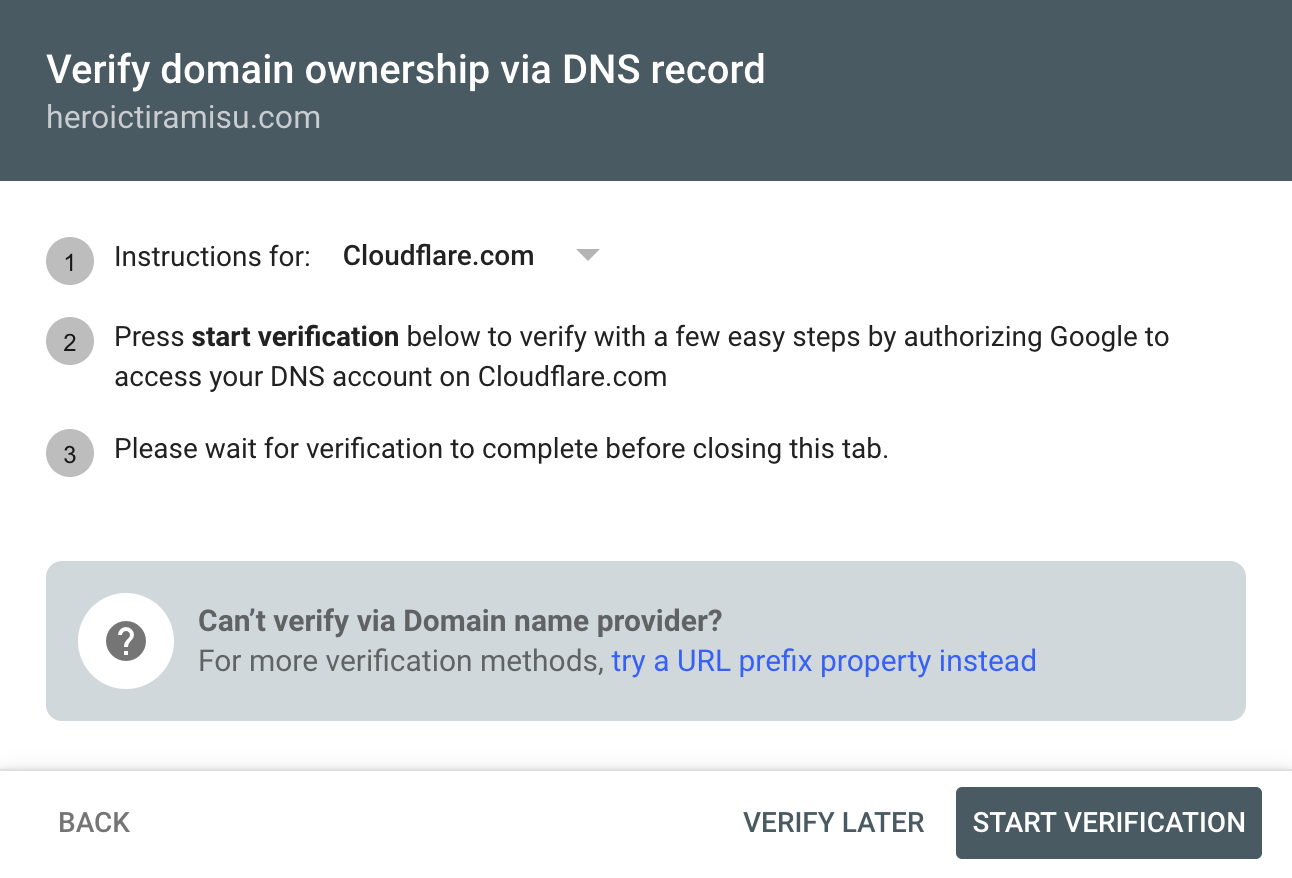 Verify domain ownership via DNS record
heroictiramisu.com
1 Instructions for: Cloudflare.com
2 Press start verification below to verify with a few easy steps by authorizing Google to
access your DNS account on Cloudflare.com
3 Please wait for verification to complete before closing this tab.
? Can’t verify via Domain name provider?
For more verification methods, try a URL prefix property instead
BACK VERIFY LATER START VERIFICATION